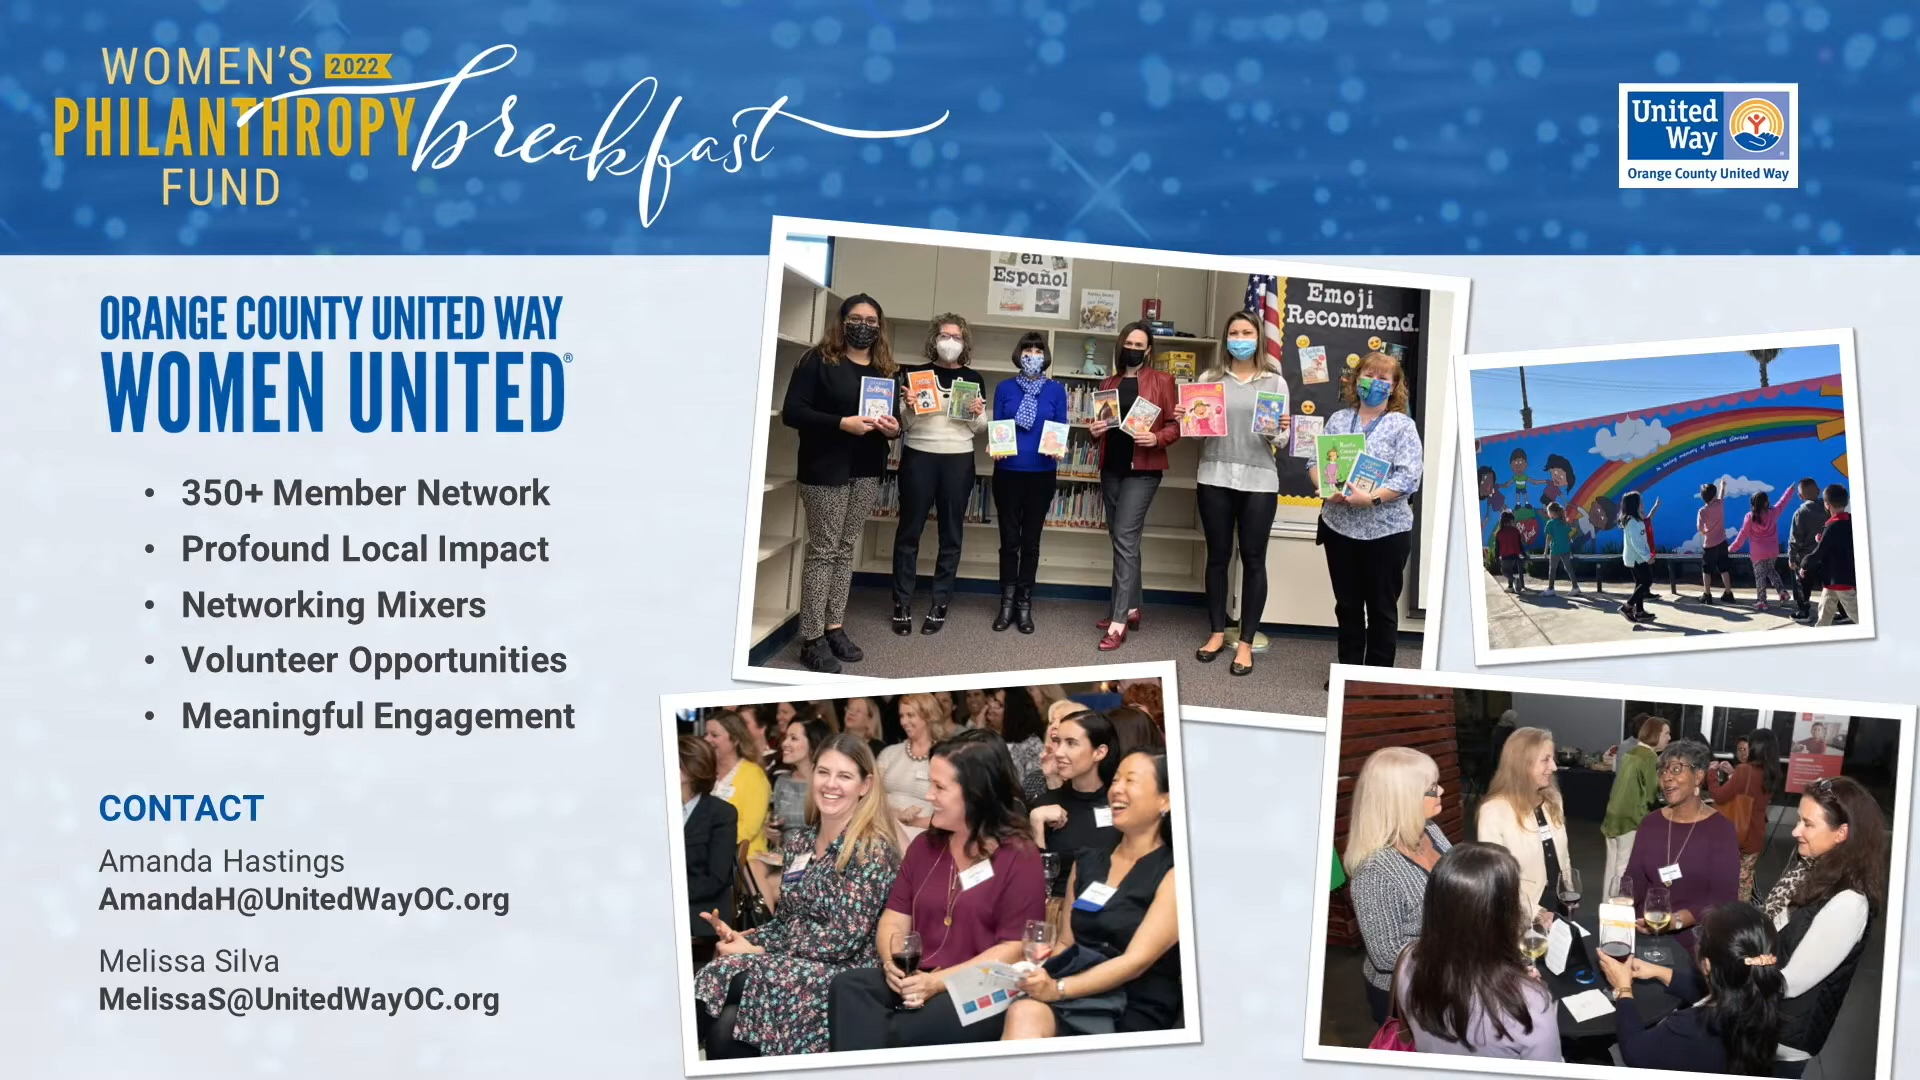 WOMEN'S 2022
PHILANTHROPY breakfast
FUND
United
Way
Orange County United Way
ORANGE COUNTY UNITED WAY
WOMEN UNITED®
• 350+ Member Network
• Profound Local Impact
• Networking Mixers
• Volunteer Opportunities
• Meaningful Engagement
CONTACT
Amanda Hastings
AmandaH@UnitedWayOC.org
Melissa Silva
MelissaS@UnitedWayOC.org
en
Español
Emoji
Recommend.